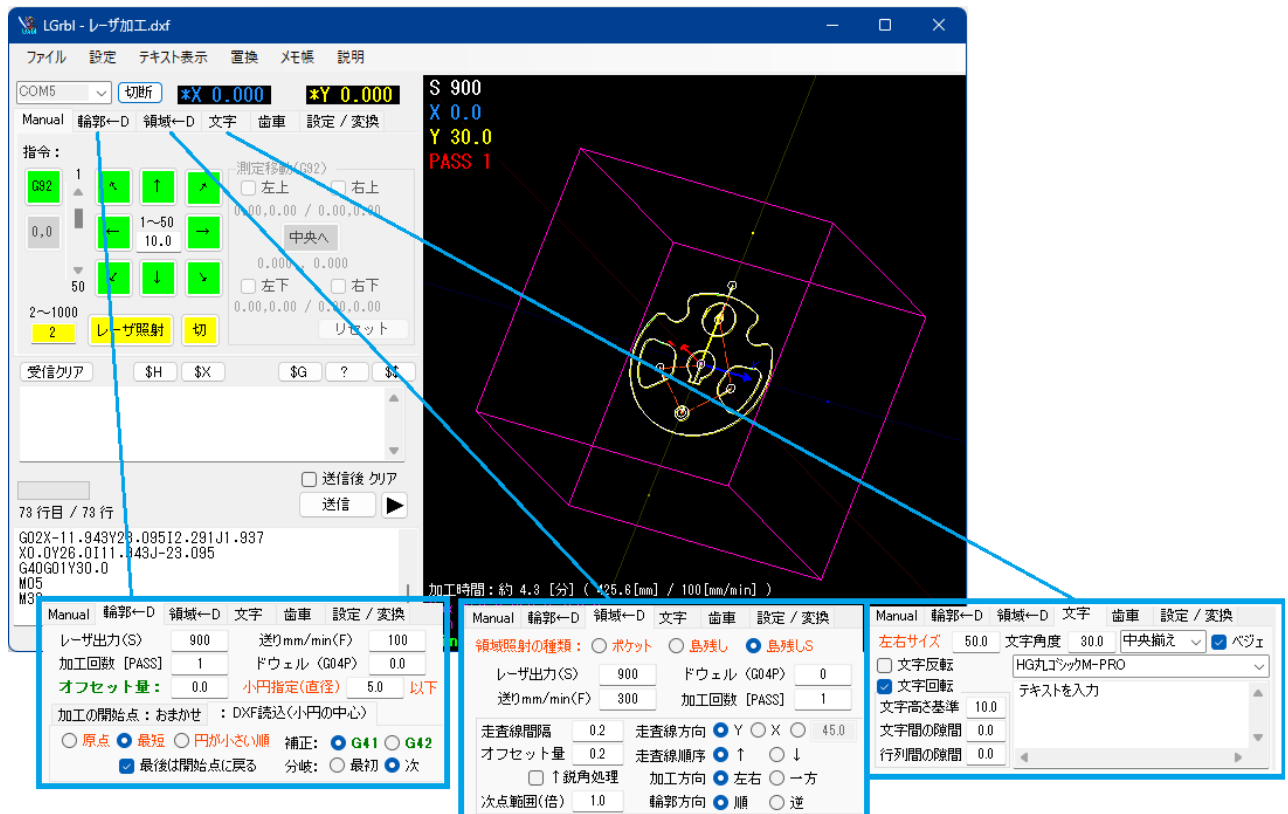 LGrbl - レーザ加工.dxf
ファイル 設定 テキスト表示 置換 メモ帳 説明
COM5 切断 *X 0.000 *Y 0.000
Manual 輪郭←D 領域←D 文字 歯車 設定 / 変換
指令：
測定移動(G92)
G92 1 ↖ ↑ ↗ 左上 右上
0.00,0.00 / 0.00,0.00
0,0 ← 1～50 → 中央へ
10.0
0.000 , 0.000
50 ↙ ↓ ↘ 左下 右下
2～1000 0.00,0.00 / 0.00,0.00
2 レーザ照射 切 リセット
受信クリア $H $X $G ? $$
送信後 クリア
73 行目 / 73 行 送信
G02X-11.943Y23.095I2.291J1.937
X0.0Y26.0I11.943J-23.095
G40G01Y30.0
M05
S 900
X 0.0
Y 30.0
PASS 1
加工時間：約 4.3 [分] ( 425.6[mm] / 100[mm/min] )
Manual 輪郭←D 領域←D 文字 歯車 設定 / 変換
レーザ出力(S) 900 送りmm/min(F) 100
加工回数 [PASS] 1 ドウェル (G04P) 0.0
オフセット量： 0.0 小円指定(直径) 5.0 以下
加工の開始点：おまかせ ：DXF読込(小円の中心)
原点 最短 円が小さい順 補正： G41 G42
最後は開始点に戻る 分岐： 最初 次
Manual 輪郭←D 領域←D 文字 歯車 設定 / 変換
領域照射の種類： ポケット 島残し 島残しS
レーザ出力(S) 900 ドウェル (G04P) 0
送りmm/min(F) 300 加工回数 [PASS] 1
走査線間隔 0.2 走査線方向 Y X 45.0
オフセット量 0.2 走査線順序 ↑ ↓
↑鋭角処理 加工方向 左右 一方
次点範囲(倍) 1.0 輪郭方向 順 逆
Manual 輪郭←D 領域←D 文字 歯車 設定 / 変換
左右サイズ 50.0 文字角度 30.0 中央揃え ベジェ
文字反転 HG丸ゴシックM-PRO
文字回転 テキストを入力
文字高さ基準 10.0
文字間の隙間 0.0
行列間の隙間 0.0